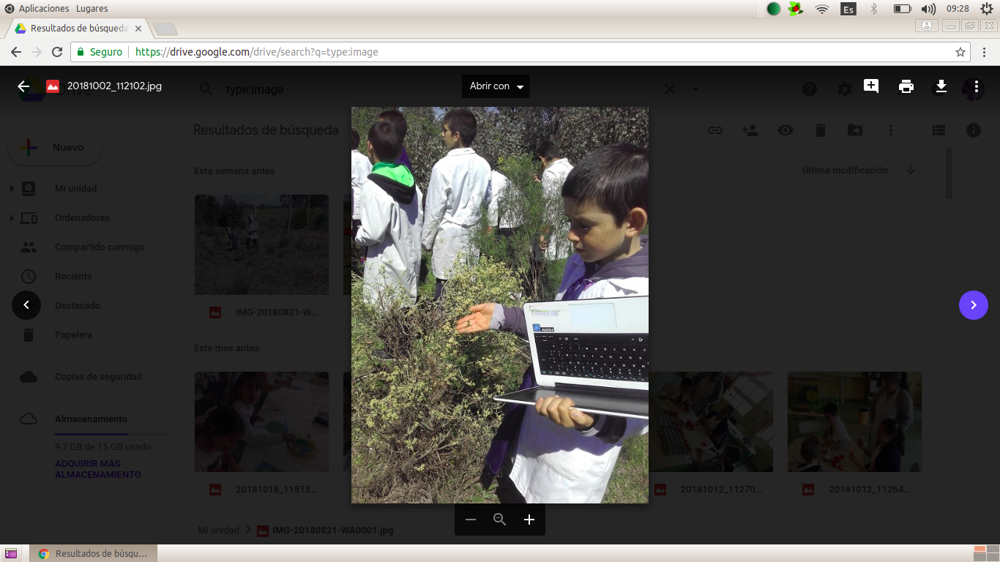 Aplicaciones Lugares
Es
09:28
Resultados de búsqueda
Seguro
https://drive.google.com/drive/search?q=type:image
20181002_112102.jpg
Abrir con
type:image
Nuevo
Resultados de búsqueda
Esta semana antes
Última modificación
Mi unidad
Ordenadores
Compartido conmigo
Reciente
Destacado
Papelera
IMG-20180821-W...
Este mes antes
Copias de seguridad
Almacenamiento
9,7 GB de 15 GB usado
ADQUIRIR MÁS
ALMACENAMIENTO
20181018_11515...
20181012_11270...
20181012_11264...
Mi unidad
IMG-20180821-WA0001.jpg
Resultados de búsqu...